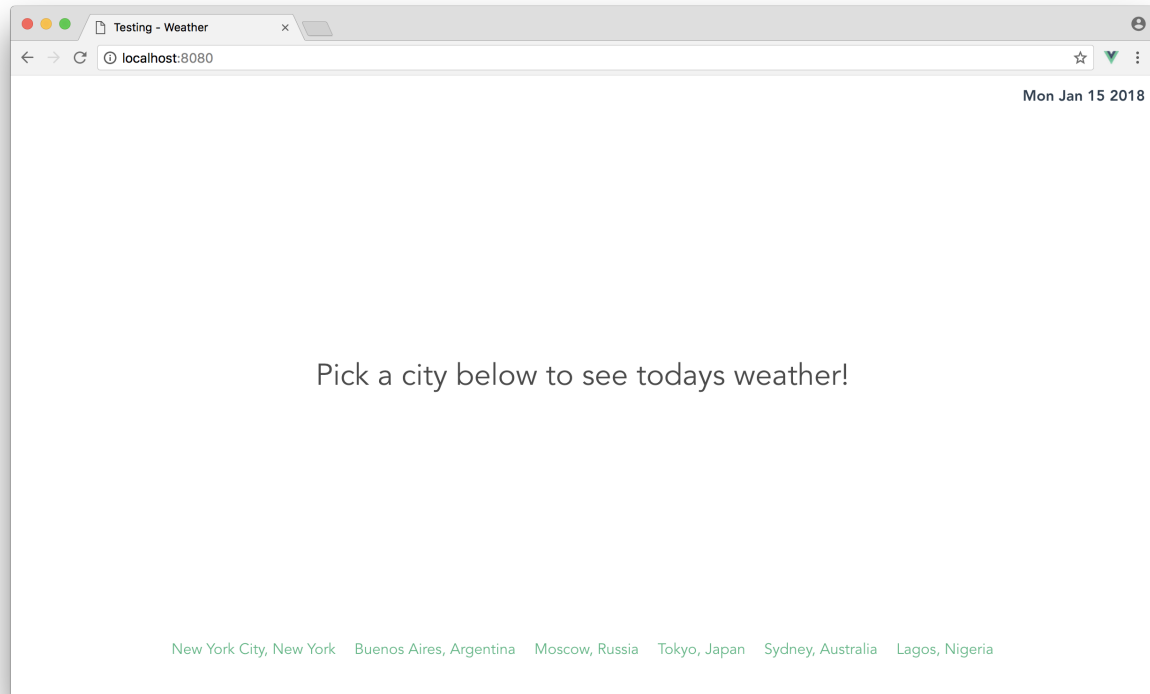 Testing - Weather
localhost:8080
Mon Jan 15 2018
Pick a city below to see todays weather!
New York City, New York Buenos Aires, Argentina Moscow, Russia Tokyo, Japan Sydney, Australia Lagos, Nigeria